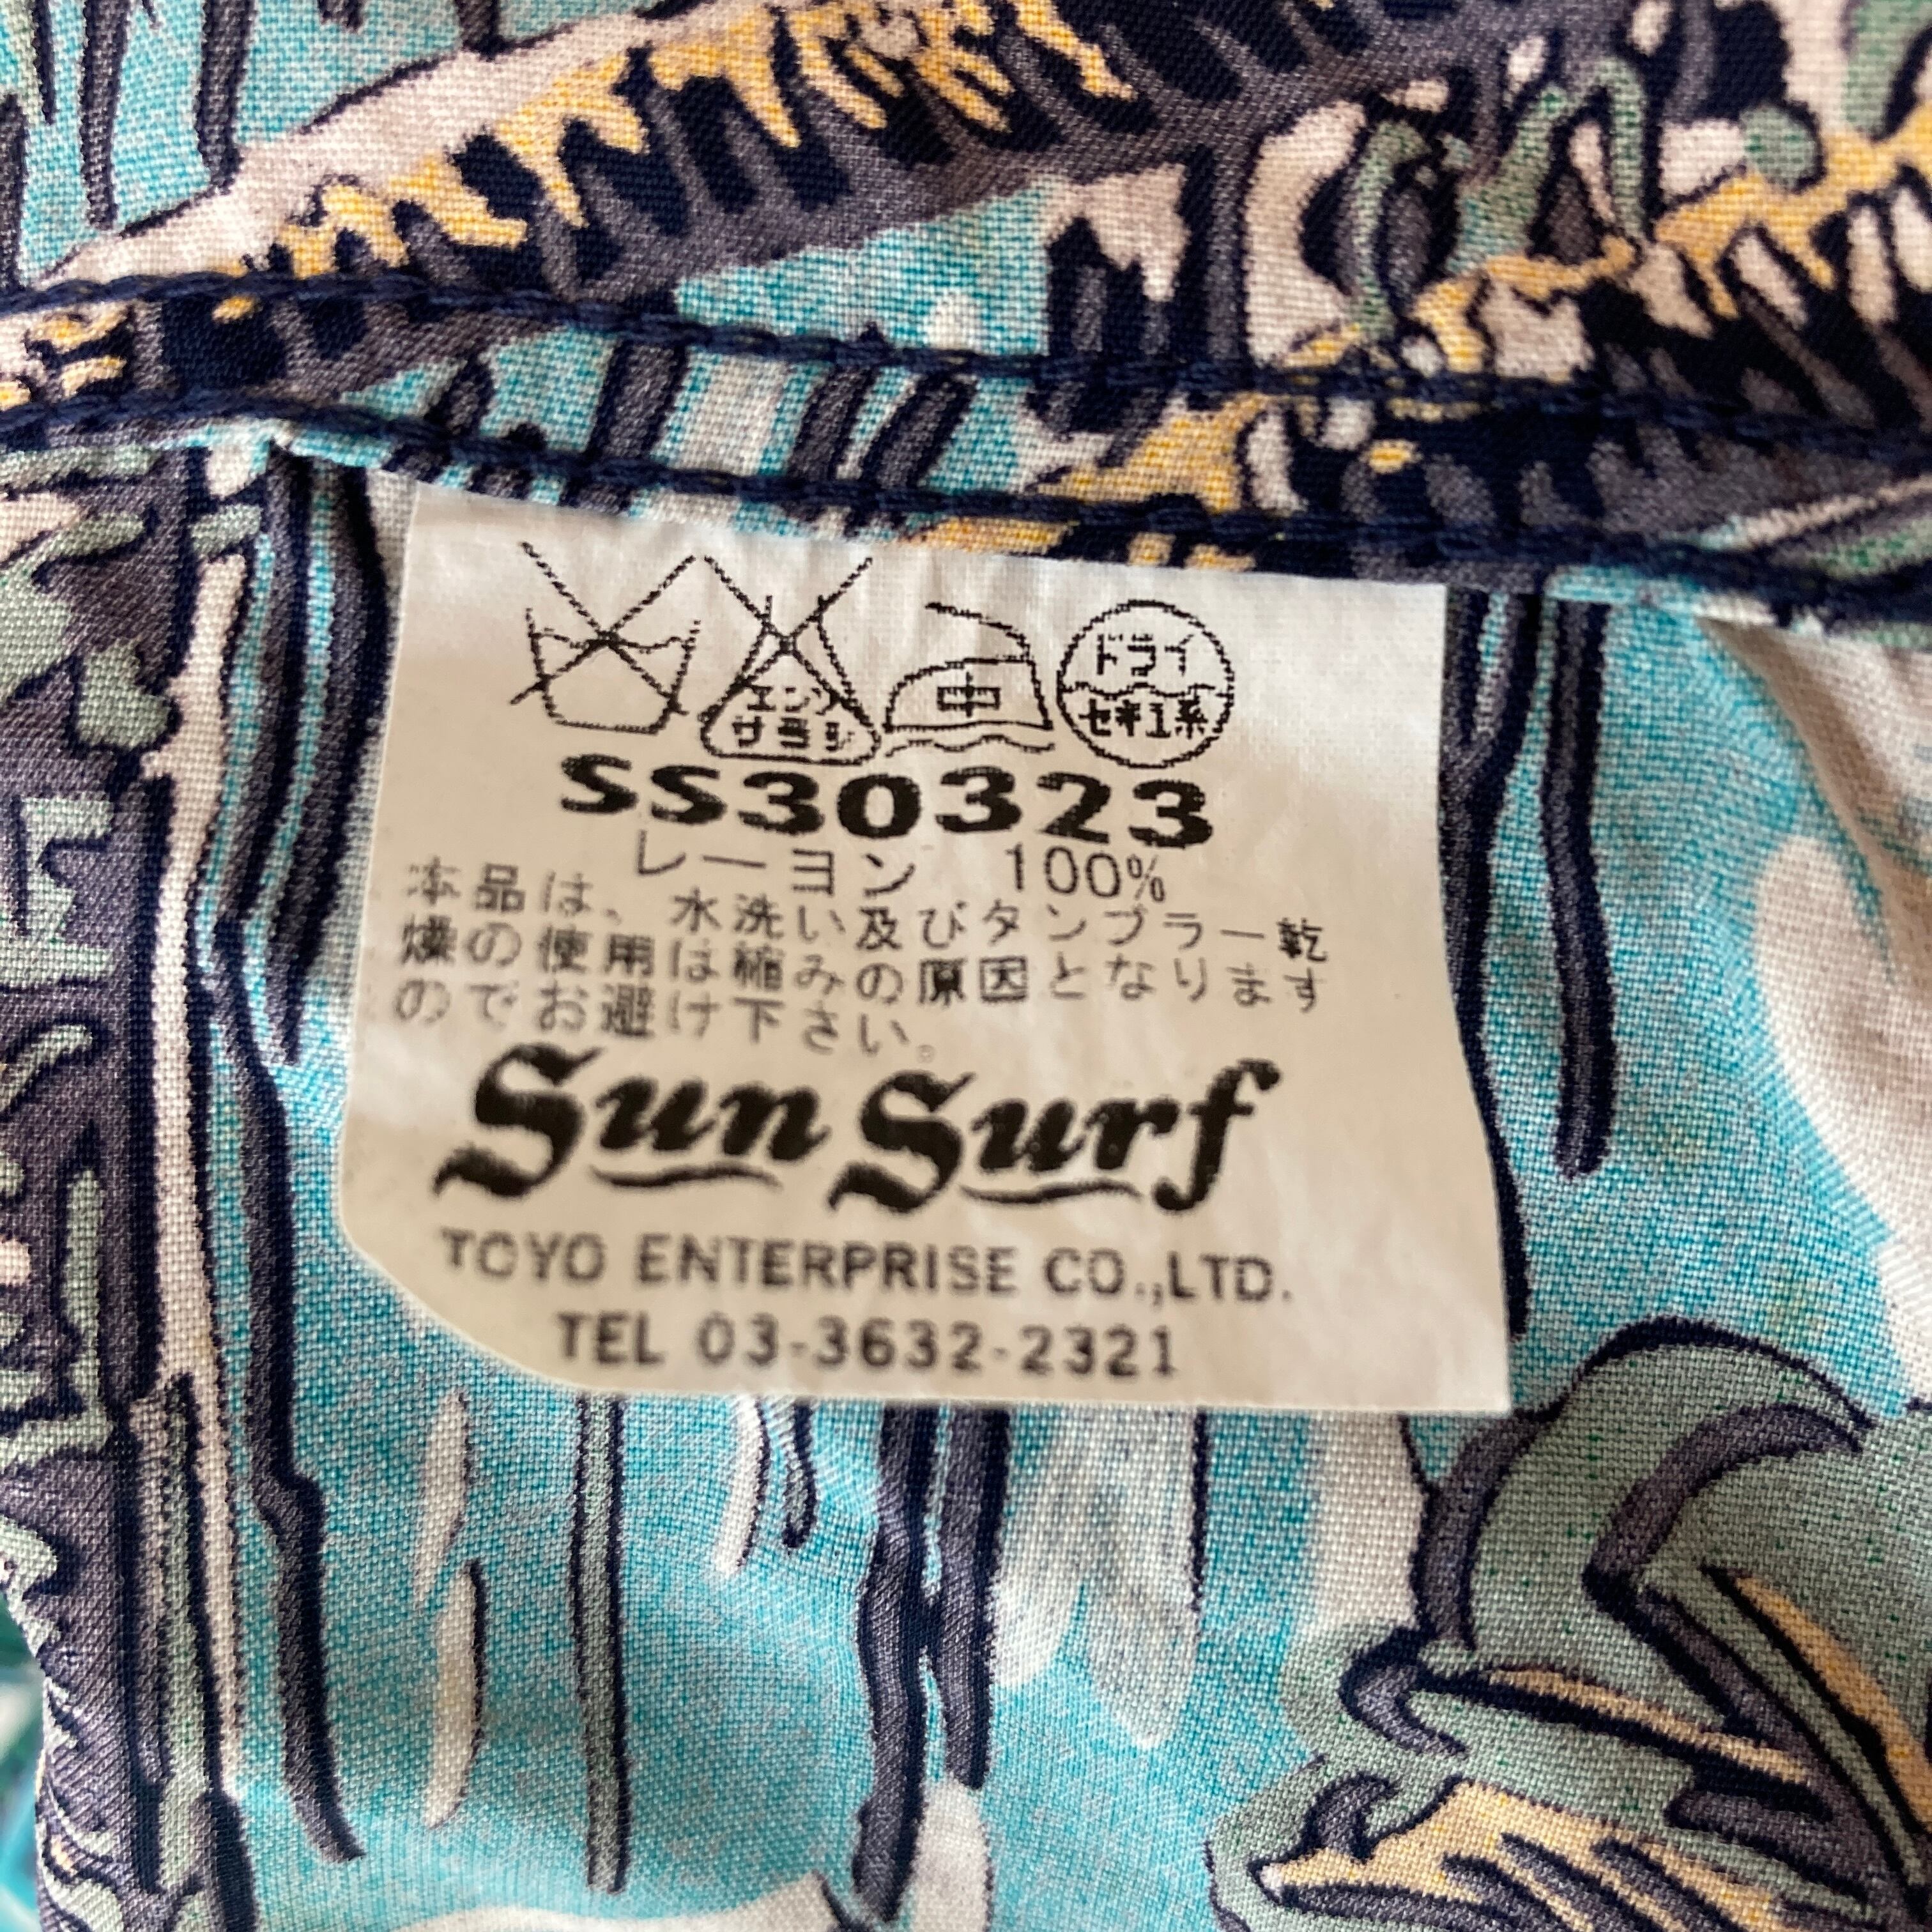 エンソ
サラシ
中
ドライ
セキユ系
SS30323
レーヨン 100%
本品は、水洗い及びタンブラー乾
燥の使用は縮みの原因となります
のでお避け下さい。
Sun Surf
TOYO ENTERPRISE CO.,LTD.
TEL 03-3632-2321